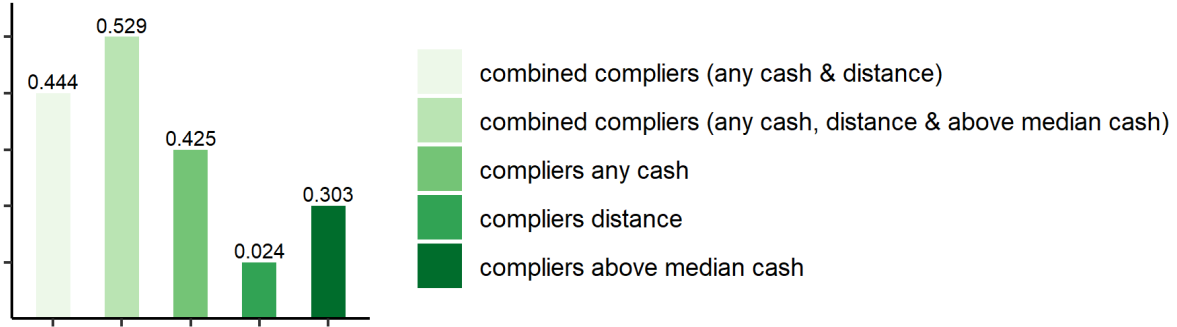 0.529
0.444
0.425
0.303
0.024
combined compliers (any cash & distance)
combined compliers (any cash, distance & above median cash)
compliers any cash
compliers distance
compliers above median cash